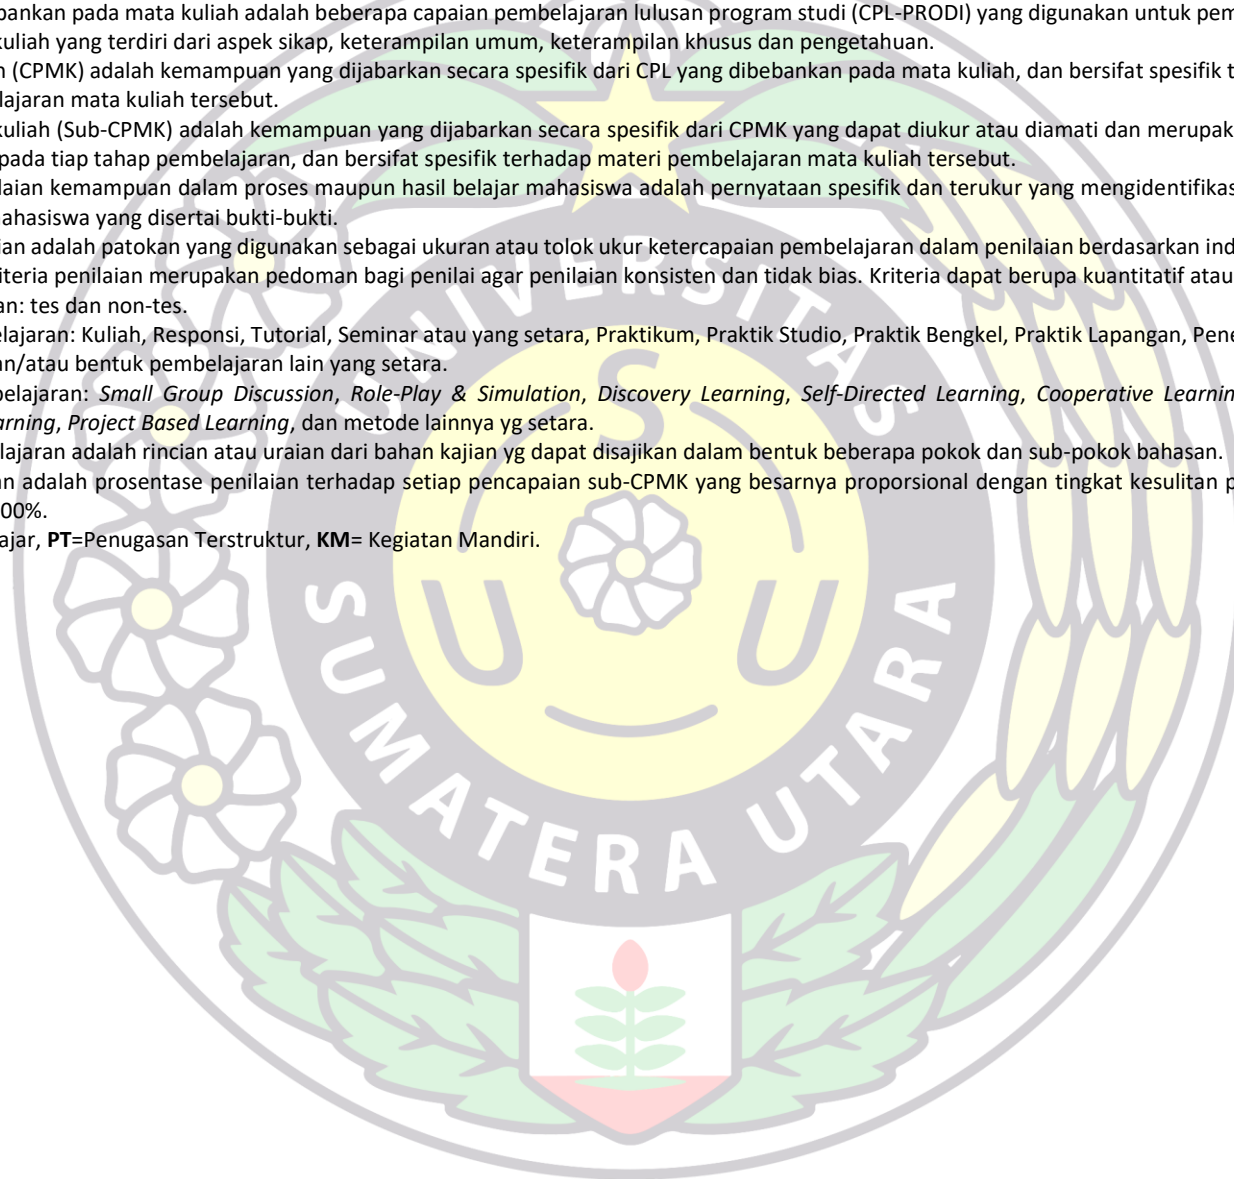 bankan pada mata kuliah adalah beberapa capaian pembelajaran lulusan program studi (CPL-PRODI) yang digunakan untuk pem
kuliah yang terdiri dari aspek sikap, keterampilan umum, keterampilan khusus dan pengetahuan.
h (CPMK) adalah kemampuan yang dijabarkan secara spesifik dari CPL yang dibebankan pada mata kuliah, dan bersifat spesifik t
lajaran mata kuliah tersebut.
kuliah (Sub-CPMK) adalah kemampuan yang dijabarkan secara spesifik dari CPMK yang dapat diukur atau diamati dan merupak
pada tiap tahap pembelajaran, dan bersifat spesifik terhadap materi pembelajaran mata kuliah tersebut.
laian kemampuan dalam proses maupun hasil belajar mahasiswa adalah pernyataan spesifik dan terukur yang mengidentifikas
mahasiswa yang disertai bukti-bukti.
ian adalah patokan yang digunakan sebagai ukuran atau tolok ukur ketercapaian pembelajaran dalam penilaian berdasarkan ind
riteria penilaian merupakan pedoman bagi penilai agar penilaian konsisten dan tidak bias. Kriteria dapat berupa kuantitatif atau
an: tes dan non-tes.
elajaran: Kuliah, Responsi, Tutorial, Seminar atau yang setara, Praktikum, Praktik Studio, Praktik Bengkel, Praktik Lapangan, Pene
an/atau bentuk pembelajaran lain yang setara.
belajaran: Small Group Discussion, Role-Play & Simulation, Discovery Learning, Self-Directed Learning, Cooperative Learnin
arning, Project Based Learning, dan metode lainnya yg setara.
lajaran adalah rincian atau uraian dari bahan kajian yg dapat disajikan dalam bentuk beberapa pokok dan sub-pokok bahasan.
an adalah prosentase penilaian terhadap setiap pencapaian sub-CPMK yang besarnya proporsional dengan tingkat kesulitan p
00%.
ajar, PT=Penugasan Terstruktur, KM= Kegiatan Mandiri.
UNIVERSITAS
S
U U
SUMATERA UTARA